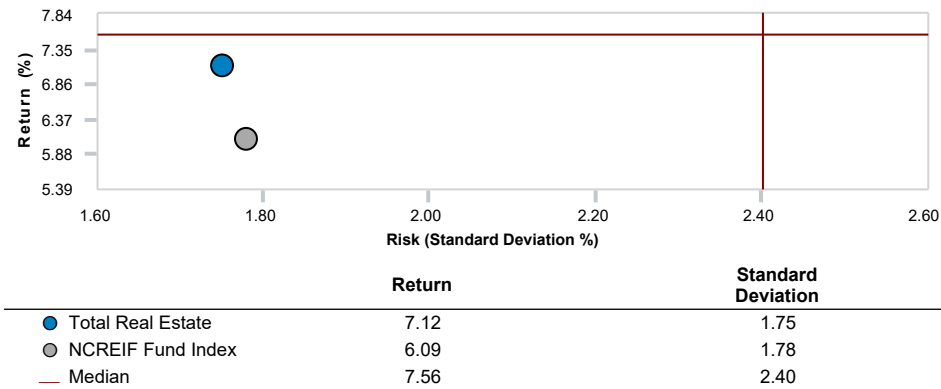 7.84
7.35
6.86
6.37
5.88
5.39
Return (%)
1.60 1.80 2.00 2.20 2.40 2.60
Risk (Standard Deviation %)
Return Standard Deviation
Total Real Estate 7.12 1.75
NCREIF Fund Index 6.09 1.78
Median 7.56 2.40